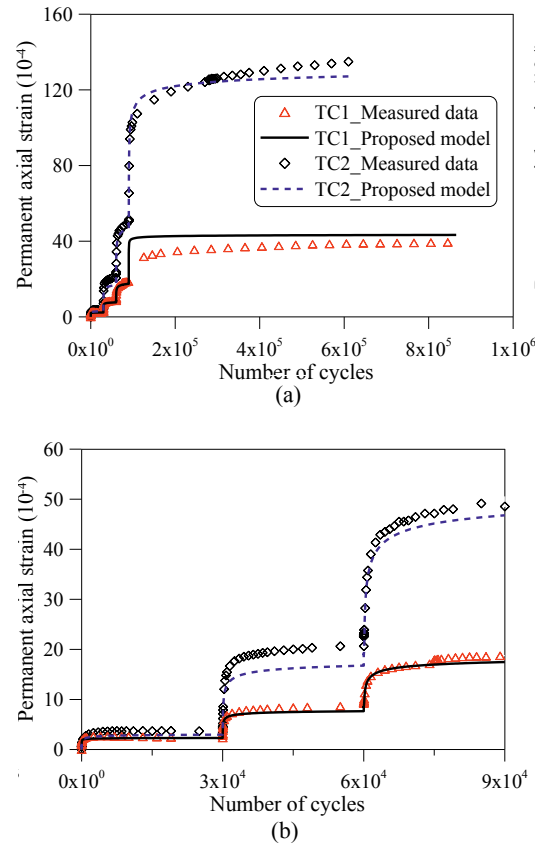 (a)
Permanent axial strain (10⁻⁴)
160
120
80
40
0
TC1_Measured data
TC1_Proposed model
TC2_Measured data
TC2_Proposed model
0x10⁰ 2x10⁵ 4x10⁵ 6x10⁵ 8x10⁵ 1x10⁶
Number of cycles
(a)
Permanent axial strain (10⁻⁴)
60
50
40
30
20
10
0
0x10⁰ 3x10⁴ 6x10⁴ 9x10⁴
Number of cycles
(b)